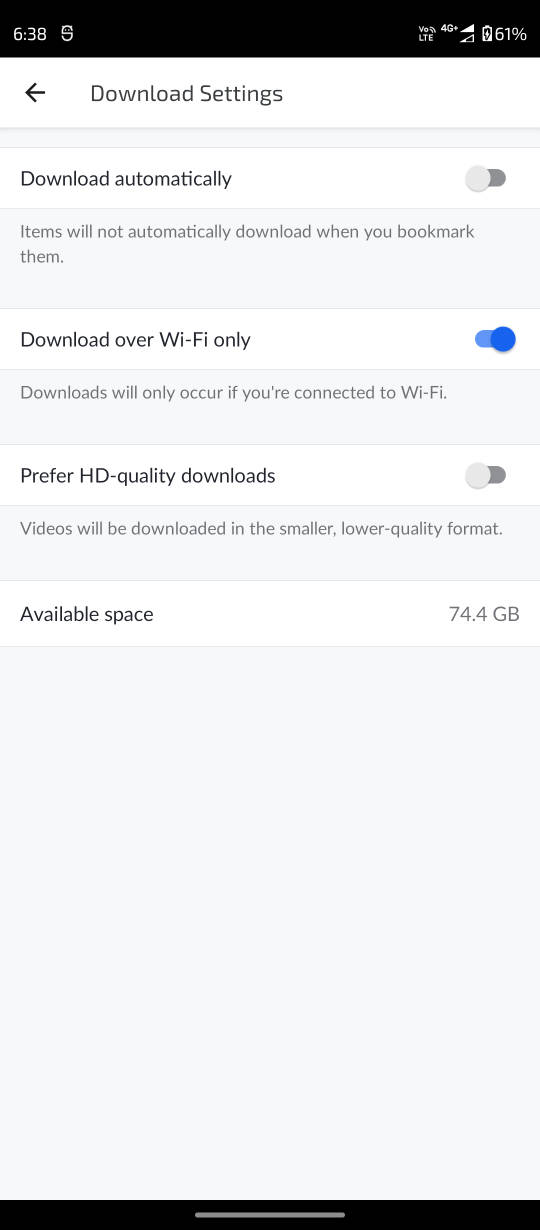 6:38 VoLTE 4G+ 61%
Download Settings
Download automatically
Items will not automatically download when you bookmark
them.
Download over Wi-Fi only
Downloads will only occur if you're connected to Wi-Fi.
Prefer HD-quality downloads
Videos will be downloaded in the smaller, lower-quality format.
Available space 74.4 GB